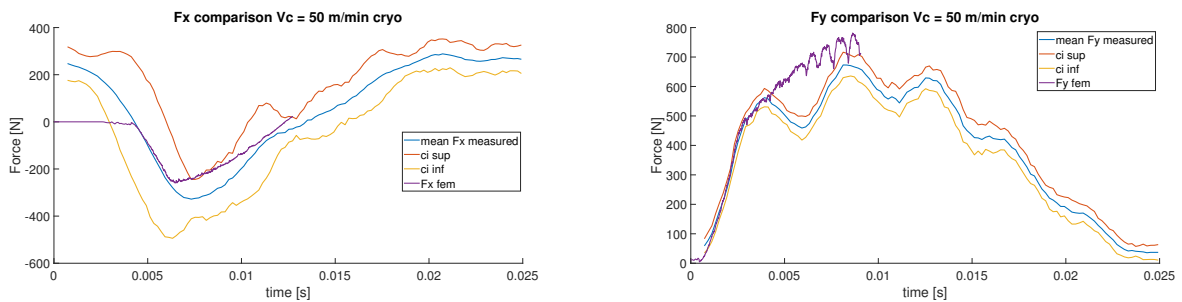 Fx comparison Vc = 50 m/min cryo
400
200
0
-200
-400
-600
Force [N]
0
0.005
0.01
0.015
0.02
0.025
time [s]
mean Fx measured
ci sup
ci inf
Fx fem
Fy comparison Vc = 50 m/min cryo
800
700
600
500
400
300
200
100
0
Force [N]
0
0.005
0.01
0.015
0.02
0.025
time [s]
mean Fy measured
ci sup
ci inf
Fy fem